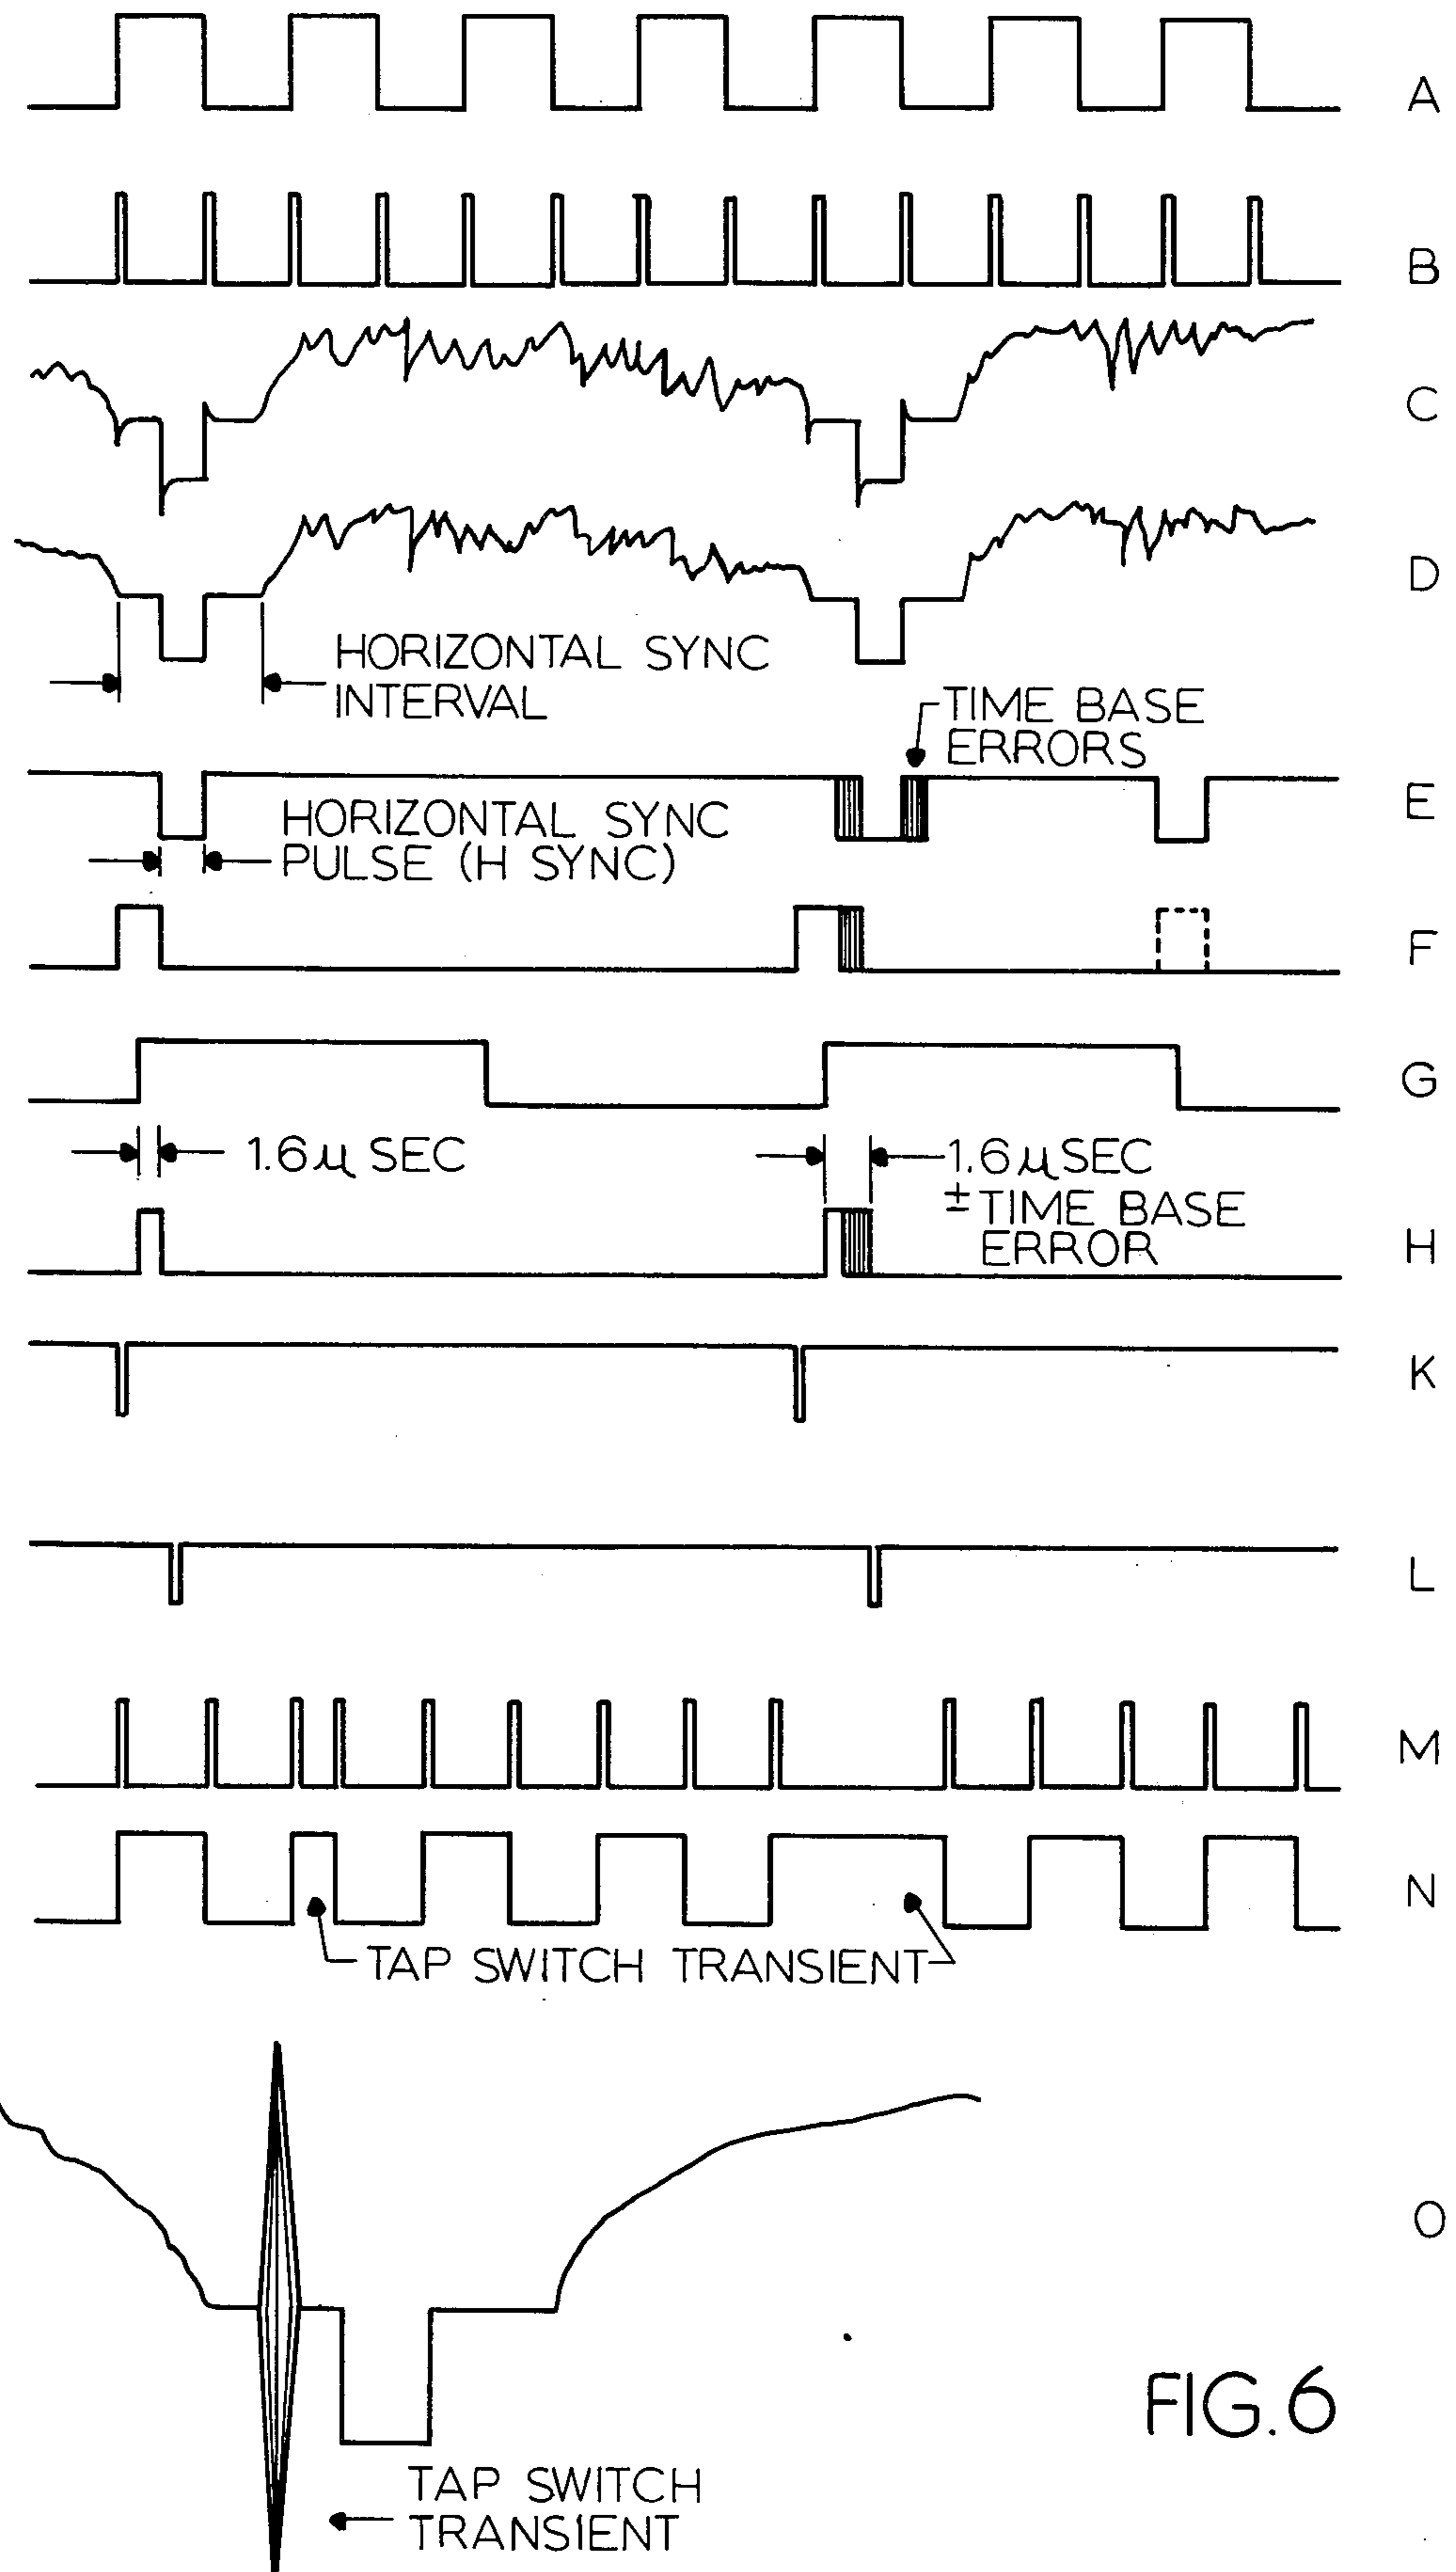 A
B
C
D
HORIZONTAL SYNC
INTERVAL
TIME BASE
ERRORS
E
HORIZONTAL SYNC
PULSE (H SYNC)
F
G
1.6μ SEC
1.6μSEC
± TIME BASE
ERROR
H
K
L
M
N
TAP SWITCH TRANSIENT
O
FIG.6
TAP SWITCH
TRANSIENT